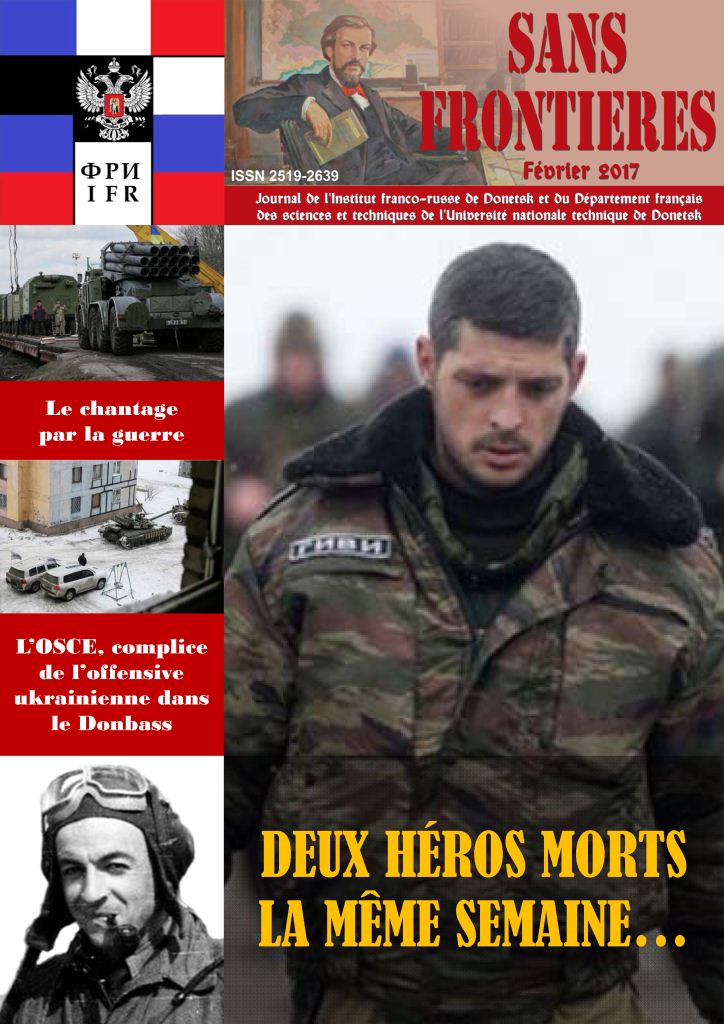 SANS
FRONTIERES
Février 2017
ISSN 2519-2639
Journal de l'Institut franco-russe de Donetsk et du Département français
des sciences et techniques de l'Université nationale technique de Donetsk
ФРИ
IFR
Le chantage
par la guerre
L'OSCE, complice
de l'offensive
ukrainienne dans
le Donbass
ГИВИ
DEUX HÉROS MORTS
LA MÊME SEMAINE...